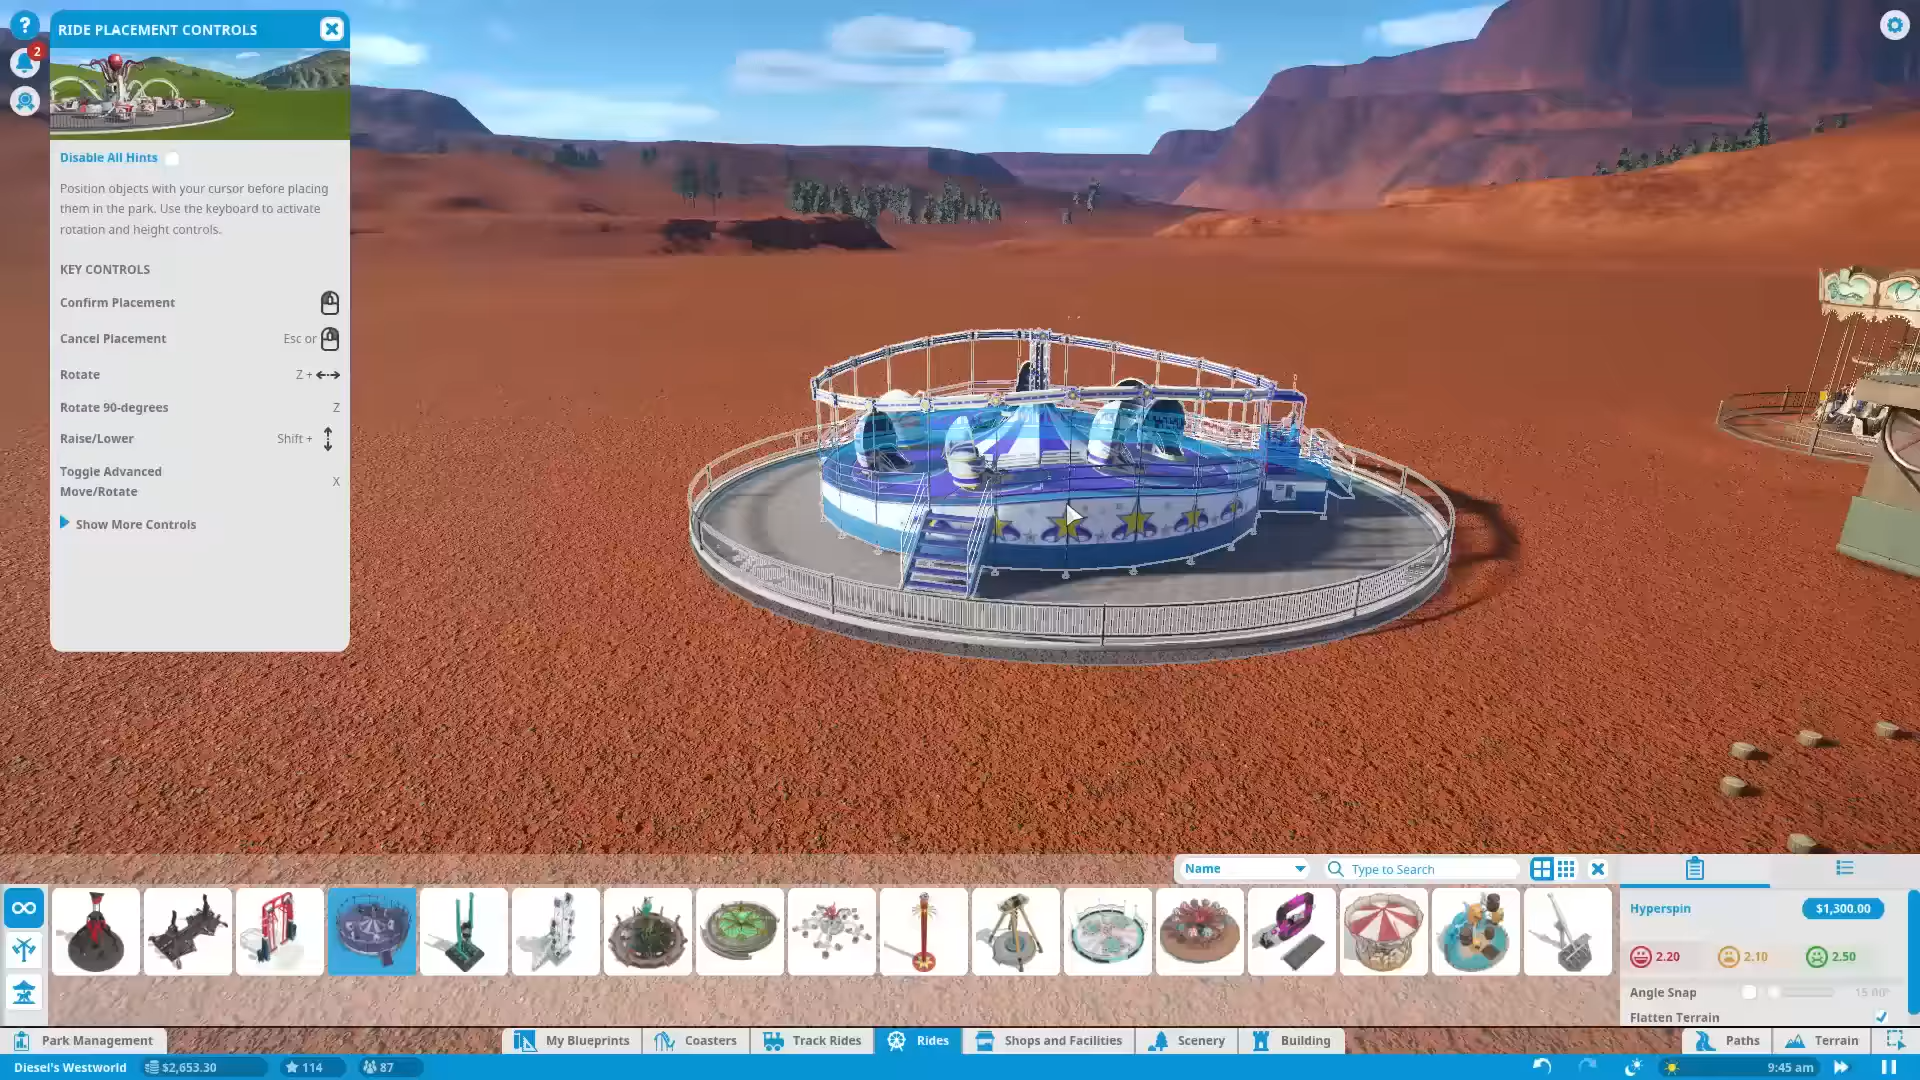 ?
2
RIDE PLACEMENT CONTROLS
Disable All Hints
Position objects with your cursor before placing
them in the park. Use the keyboard to activate
rotation and height controls.
KEY CONTROLS
Confirm Placement
Cancel Placement Esc or
Rotate Z +
Rotate 90-degrees Z
Raise/Lower Shift +
Toggle Advanced
Move/Rotate X
Show More Controls
Name Type to Search
Hyperspin $1,300.00
2.20 2.10 2.50
Angle Snap 15.00°
Flatten Terrain
Park Management My Blueprints Coasters Track Rides Rides Shops and Facilities Scenery Building Paths Terrain
Diesel's Westworld $2,653.30 114 87 9:45 am